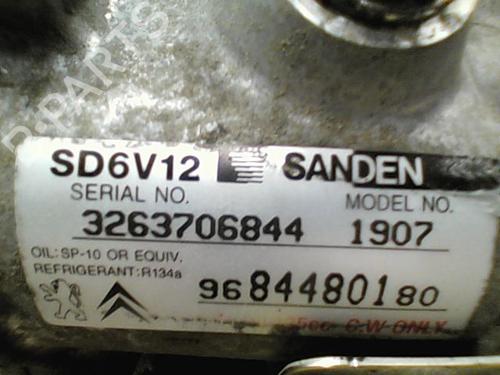 SD6V12 SANDEN
SERIAL NO. MODEL NO.
3263706844 1907
OIL: SP-10 OR EQUIV.
REFRIGERANT: R134a
9684480180
C.W ONLY
B-PARTS